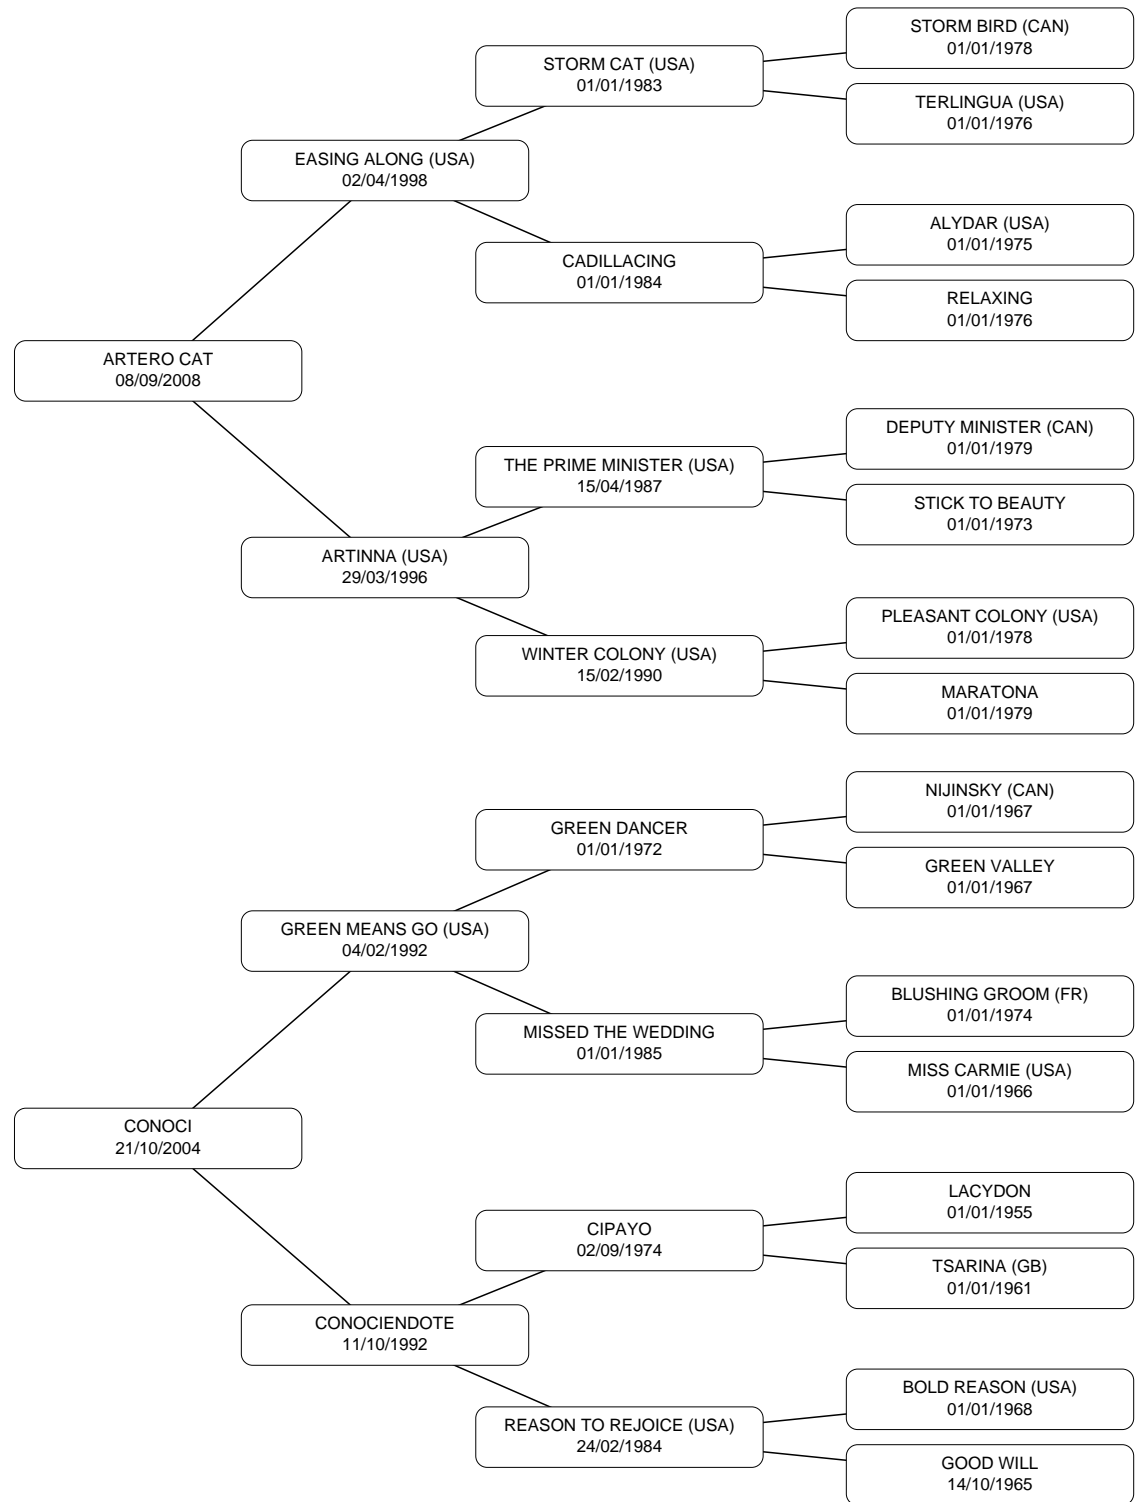 STORM BIRD (CAN)
01/01/1978
STORM CAT (USA)
01/01/1983
TERLINGUA (USA)
01/01/1976
EASING ALONG (USA)
02/04/1998
ALYDAR (USA)
01/01/1975
CADILLACING
01/01/1984
RELAXING
01/01/1976
ARTERO CAT
08/09/2008
DEPUTY MINISTER (CAN)
01/01/1979
THE PRIME MINISTER (USA)
15/04/1987
STICK TO BEAUTY
01/01/1973
ARTINNA (USA)
29/03/1996
PLEASANT COLONY (USA)
01/01/1978
WINTER COLONY (USA)
15/02/1990
MARATONA
01/01/1979
NIJINSKY (CAN)
01/01/1967
GREEN DANCER
01/01/1972
GREEN VALLEY
01/01/1967
GREEN MEANS GO (USA)
04/02/1992
BLUSHING GROOM (FR)
01/01/1974
MISSED THE WEDDING
01/01/1985
MISS CARMIE (USA)
01/01/1966
CONOCI
21/10/2004
LACYDON
01/01/1955
CIPAYO
02/09/1974
TSARINA (GB)
01/01/1961
CONOCIENDOTE
11/10/1992
BOLD REASON (USA)
01/01/1968
REASON TO REJOICE (USA)
24/02/1984
GOOD WILL
14/10/1965